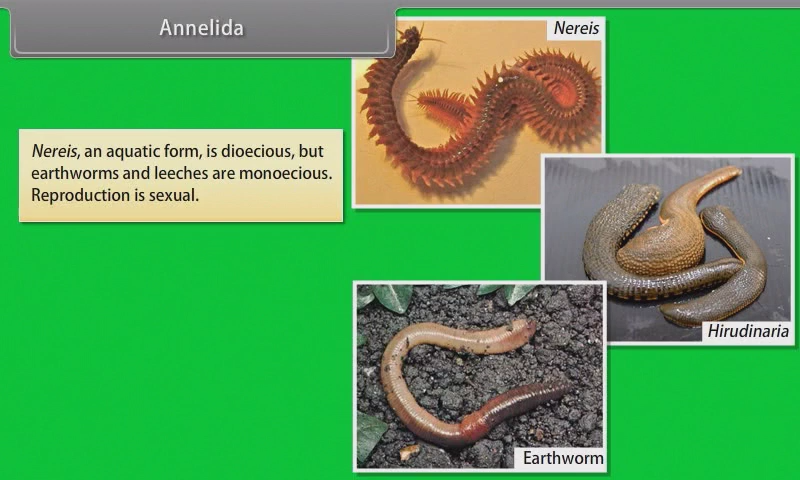 Annelida
Nereis
Nereis, an aquatic form, is dioecious, but
earthworms and leeches are monoecious.
Reproduction is sexual.
Hirudinaria
Earthworm